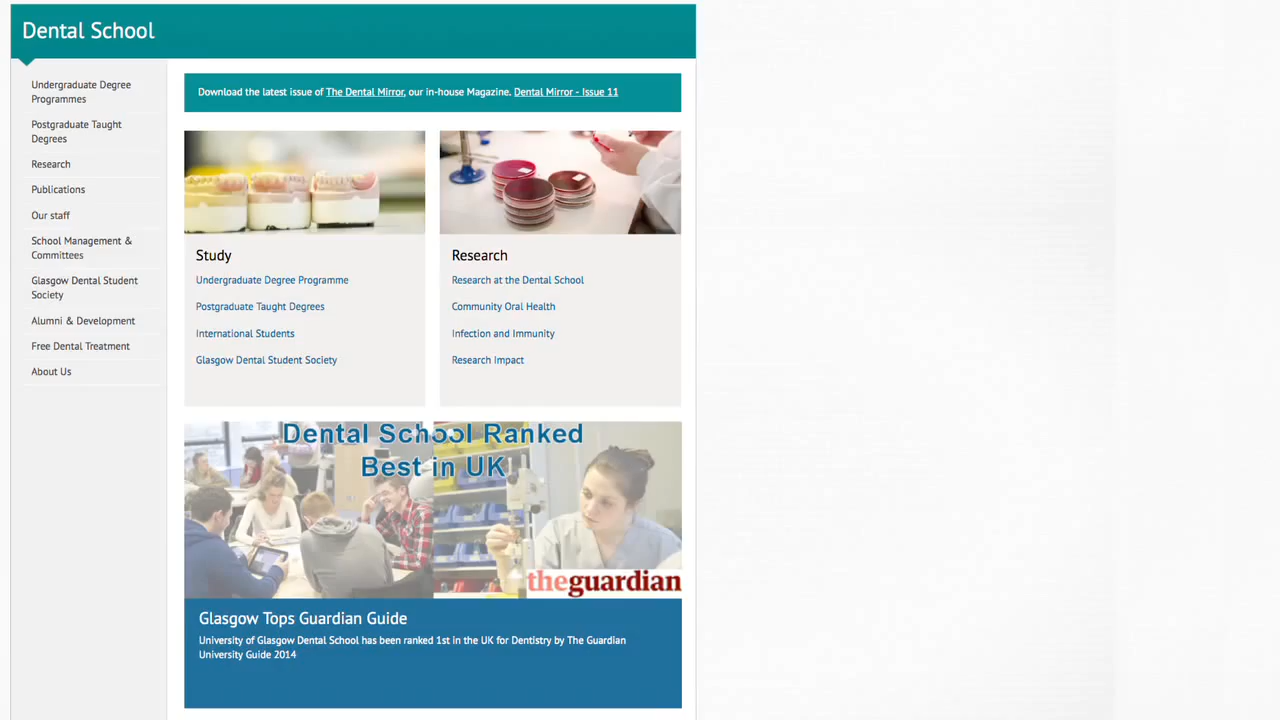 Dental School
Undergraduate Degree
Programmes
Postgraduate Taught
Degrees
Research
Publications
Our staff
School Management &
Committees
Glasgow Dental Student
Society
Alumni & Development
Free Dental Treatment
About Us
Download the latest issue of The Dental Mirror, our in-house Magazine. Dental Mirror - Issue 11
Study
Undergraduate Degree Programme
Postgraduate Taught Degrees
International Students
Glasgow Dental Student Society
Research
Research at the Dental School
Community Oral Health
Infection and Immunity
Research Impact
Dental School Ranked
Best in UK
theguardian
Glasgow Tops Guardian Guide
University of Glasgow Dental School has been ranked 1st in the UK for Dentistry by The Guardian
University Guide 2014